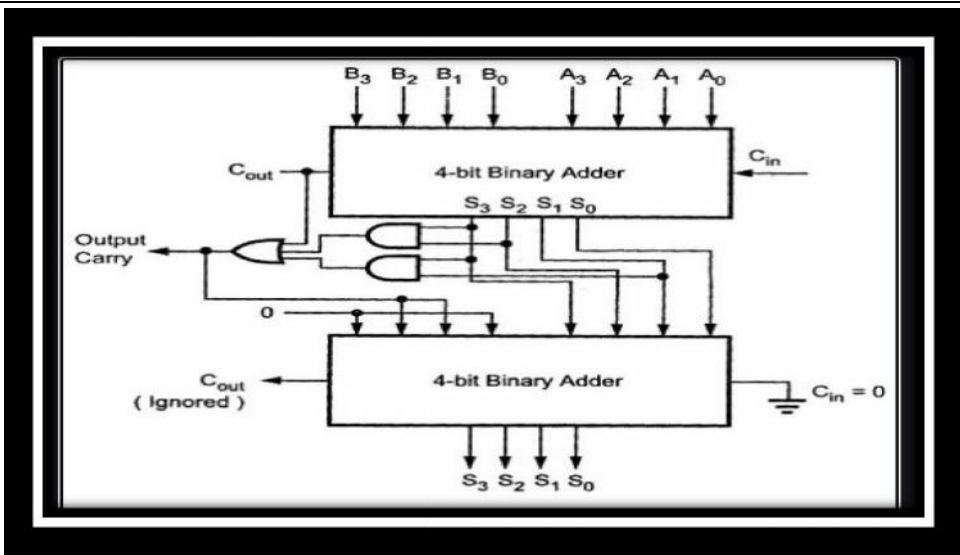 B₃ B₂ B₁ B₀ A₃ A₂ A₁ A₀
Cout
4-bit Binary Adder
Cin
S₃ S₂ S₁ S₀
Output
Carry
0
Cout
( Ignored )
4-bit Binary Adder
Cin = 0
S₃ S₂ S₁ S₀